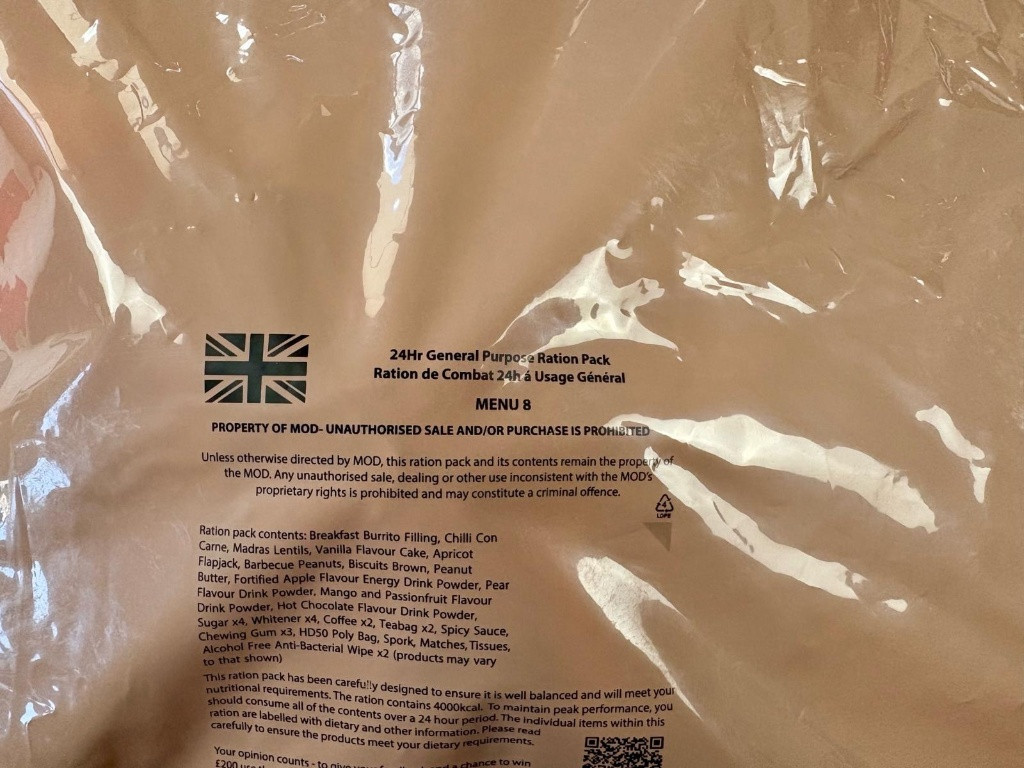 24Hr General Purpose Ration Pack
Ration de Combat 24h á Usage Général
MENU 8
PROPERTY OF MOD- UNAUTHORISED SALE AND/OR PURCHASE IS PROHIBITED
Unless otherwise directed by MOD, this ration pack and its contents remain the property of
the MOD. Any unauthorised sale, dealing or other use inconsistent with the MOD's
proprietary rights is prohibited and may constitute a criminal offence.
4
LDPE
Ration pack contents: Breakfast Burrito Filling, Chilli Con
Carne, Madras Lentils, Vanilla Flavour Cake, Apricot
Flapjack, Barbecue Peanuts, Biscuits Brown, Peanut
Butter, Fortified Apple Flavour Energy Drink Powder, Pear
Flavour Drink Powder, Mango and Passionfruit Flavour
Drink Powder, Hot Chocolate Flavour Drink Powder,
Sugar x4, Whitener x4, Coffee x2, Teabag x2, Spicy Sauce,
Chewing Gum x3, HD50 Poly Bag, Spork, Matches, Tissues,
Alcohol Free Anti-Bacterial Wipe x2 (products may vary
to that shown)
This ration pack has been carefully designed to ensure it is well balanced and will meet your
nutritional requirements. The ration contains 4000kcal. To maintain peak performance, you
should consume all of the contents over a 24 hour period. The individual items within this
ration are labelled with dietary and other information. Please read
carefully to ensure the products meet your dietary requirements.
Your opinion counts - to give a chance to win
£200